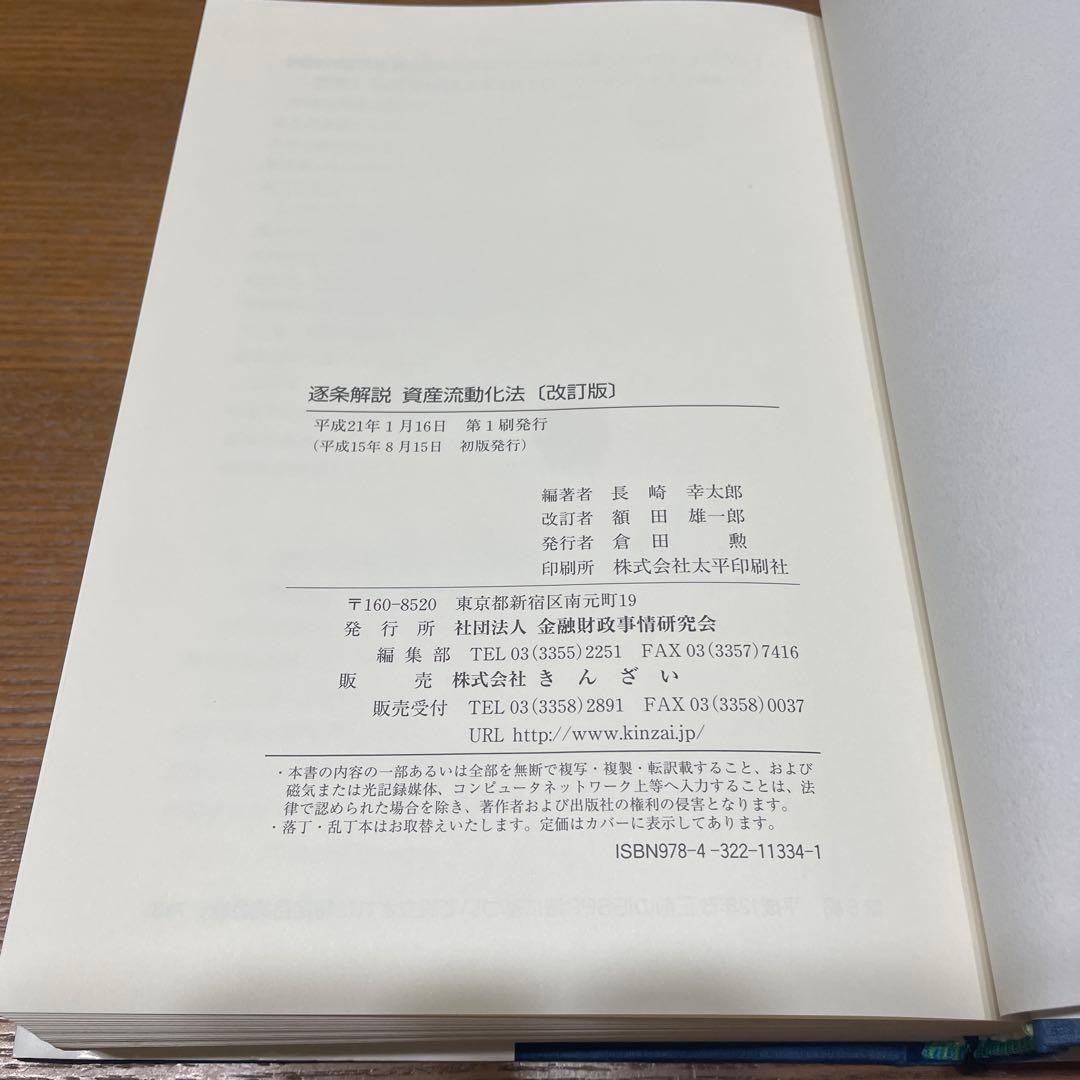 逐条解説 資産流動化法〔改訂版〕
平成21年1月16日 第1刷発行
(平成15年8月15日 初版発行)
編著者 長崎 幸太郎
改訂者 額田 雄一郎
発行者 倉田 勲
印刷所 株式会社太平印刷社
〒160-8520 東京都新宿区南元町19
発行所 社団法人 金融財政事情研究会
編集部 TEL 03(3355)2251 FAX 03(3357)7416
販売 株式会社きんざい
販売受付 TEL 03(3358)2891 FAX 03(3358)0037
URL http://www.kinzai.jp/
・本書の内容の一部あるいは全部を無断で複写・複製・転訳載すること、および
磁気または光記録媒体、コンピュータネットワーク上等へ入力することは、法
律で認められた場合を除き、著作者および出版社の権利の侵害となります。
・落丁・乱丁本はお取替えいたします。定価はカバーに表示してあります。
ISBN978-4-322-11334-1